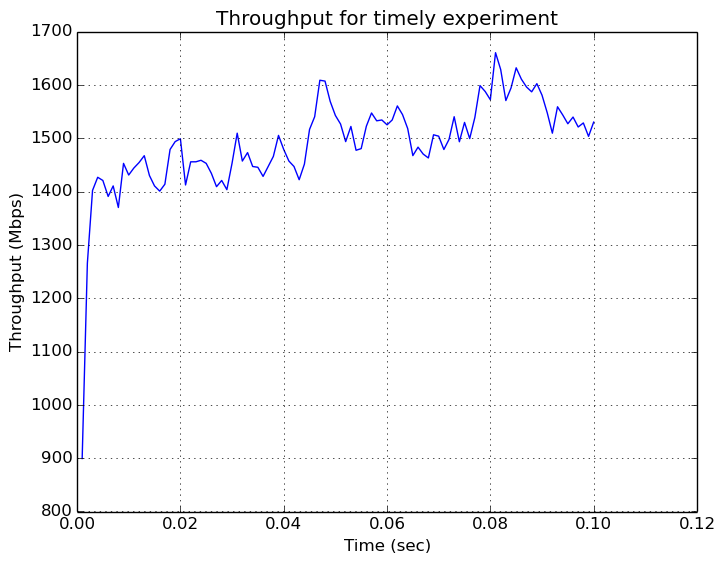 Throughput for timely experiment
1700
1600
1500
1400
1300
1200
1100
1000
900
800
Throughput (Mbps)
0.00 0.02 0.04 0.06 0.08 0.10 0.12
Time (sec)